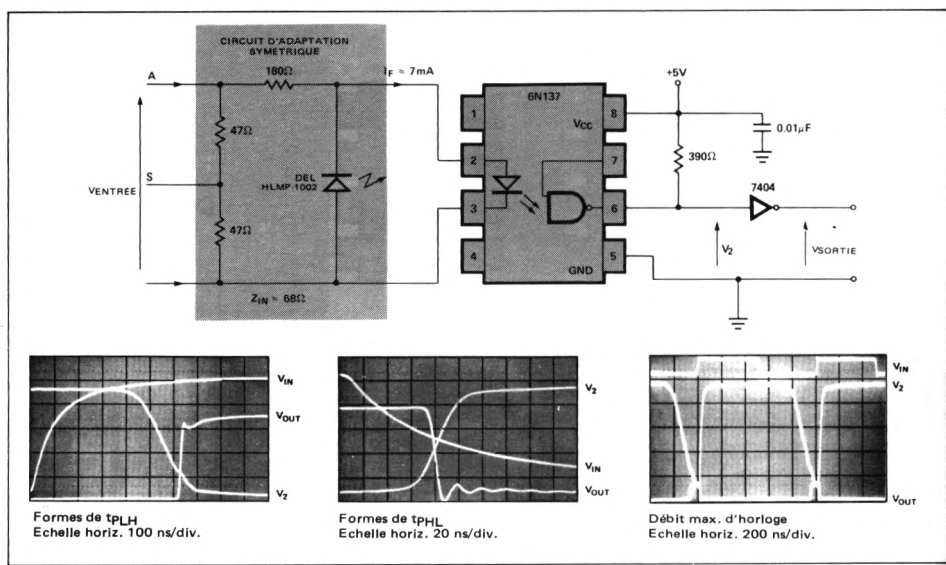 CIRCUIT D'ADAPTATION
SYMÉTRIQUE
A
180Ω
IF ≈ 7mA
47Ω
S
VENTRÉE
DEL
HLMP-1002
47Ω
ZIN ≈ 68Ω
6N137
1
2
3
4
VCC
8
7
6
5
GND
+5V
0.01µF
390Ω
7404
V2
VSORTIE
VIN
VOUT
V2
Formes de tPLH
Echelle horiz. 100 ns/div.
V2
VIN
VOUT
Formes de tPHL
Echelle horiz. 20 ns/div.
VIN
V2
VOUT
Débit max. d'horloge
Echelle horiz. 200 ns/div.